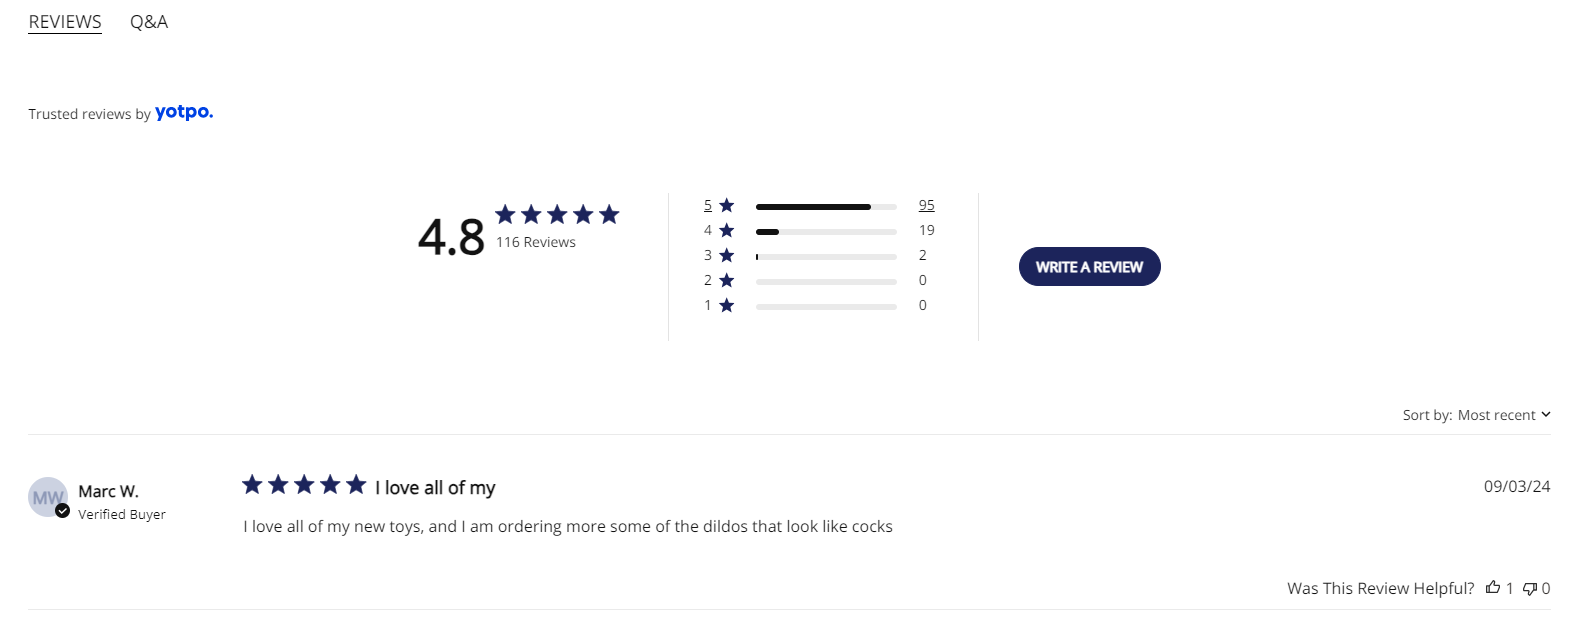 REVIEWS Q&A
Trusted reviews by yotpo.
4.8
116 Reviews
5 95
4 19
3 2
2 0
1 0
WRITE A REVIEW
Sort by: Most recent
MW
Marc W.
Verified Buyer
I love all of my
09/03/24
I love all of my new toys, and I am ordering more some of the dildos that look like cocks
Was This Review Helpful? 1 0